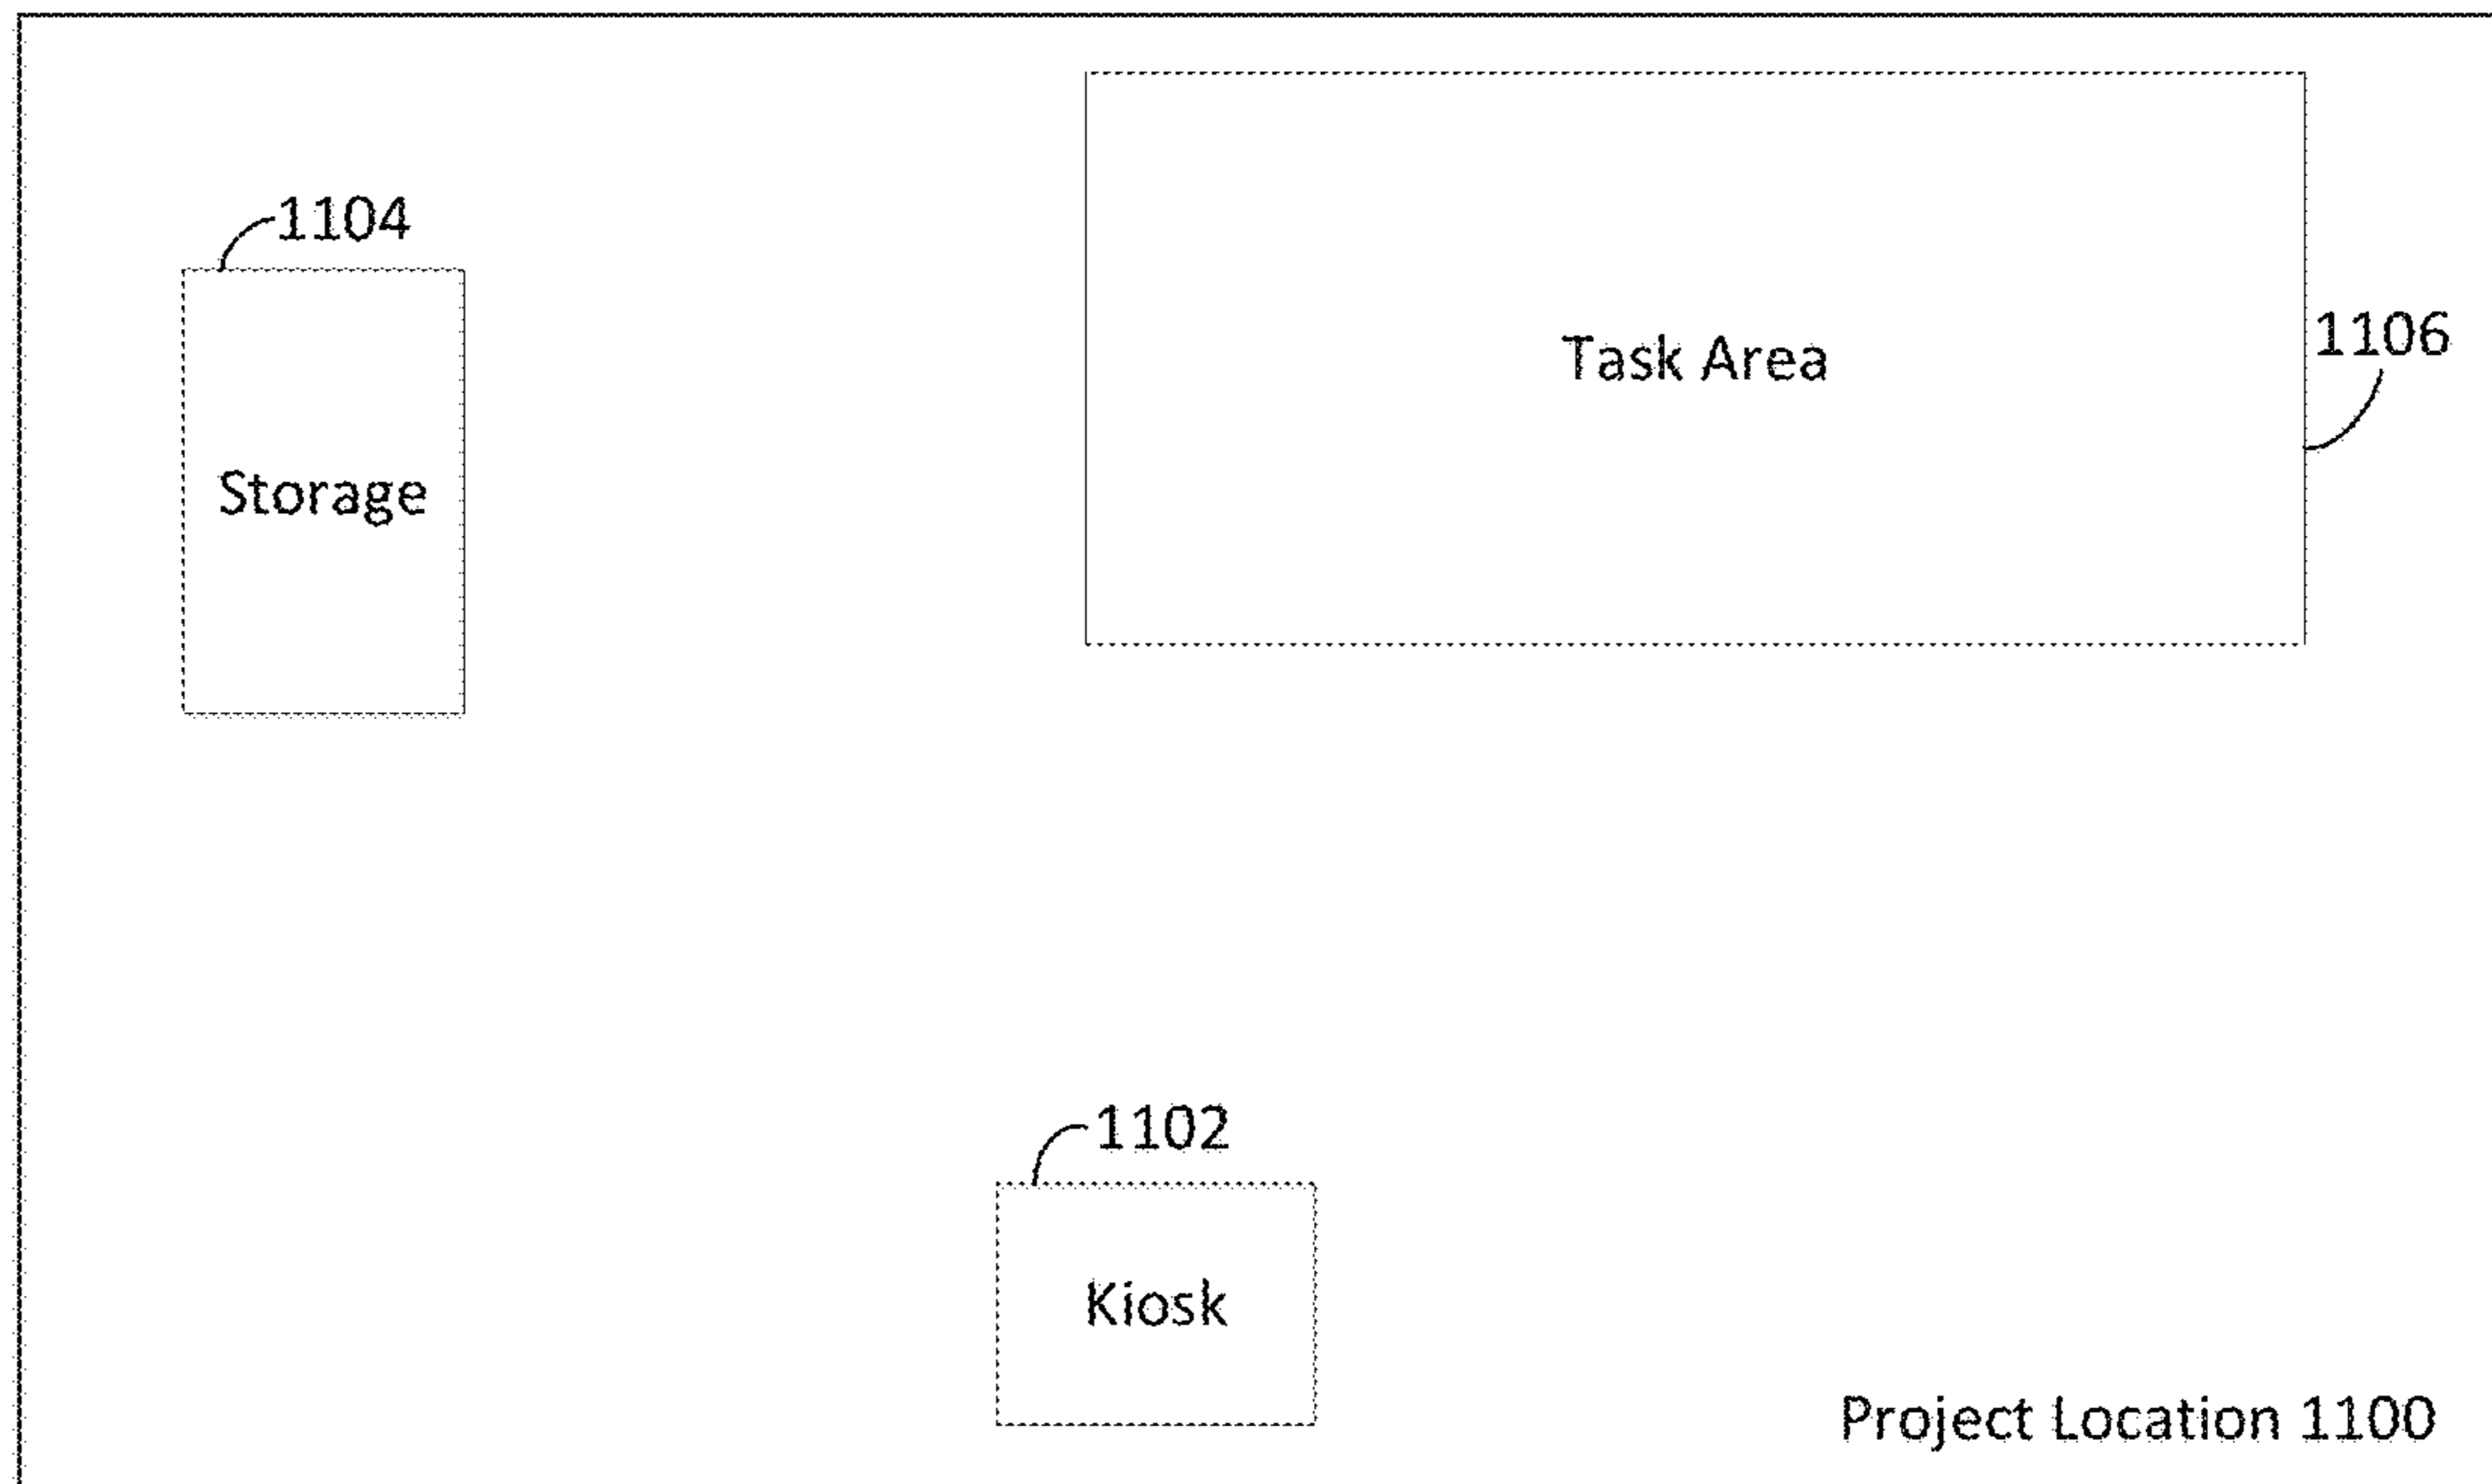 1104
1106
Task Area
Storage
1102
Kiosk
Project Location 1100